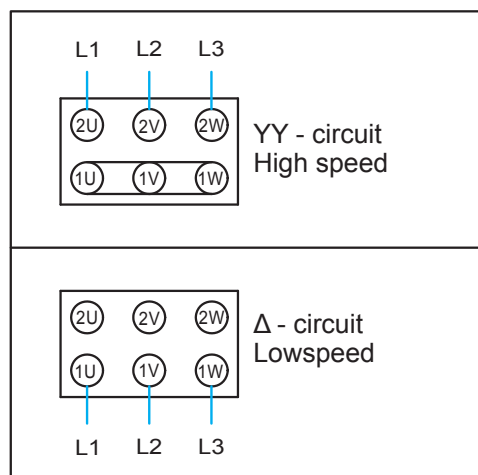 L1 L2 L3
2U 2V 2W
1U 1V 1W
YY - circuit
High speed
2U 2V 2W
1U 1V 1W
Δ - circuit
Lowspeed
L1 L2 L3